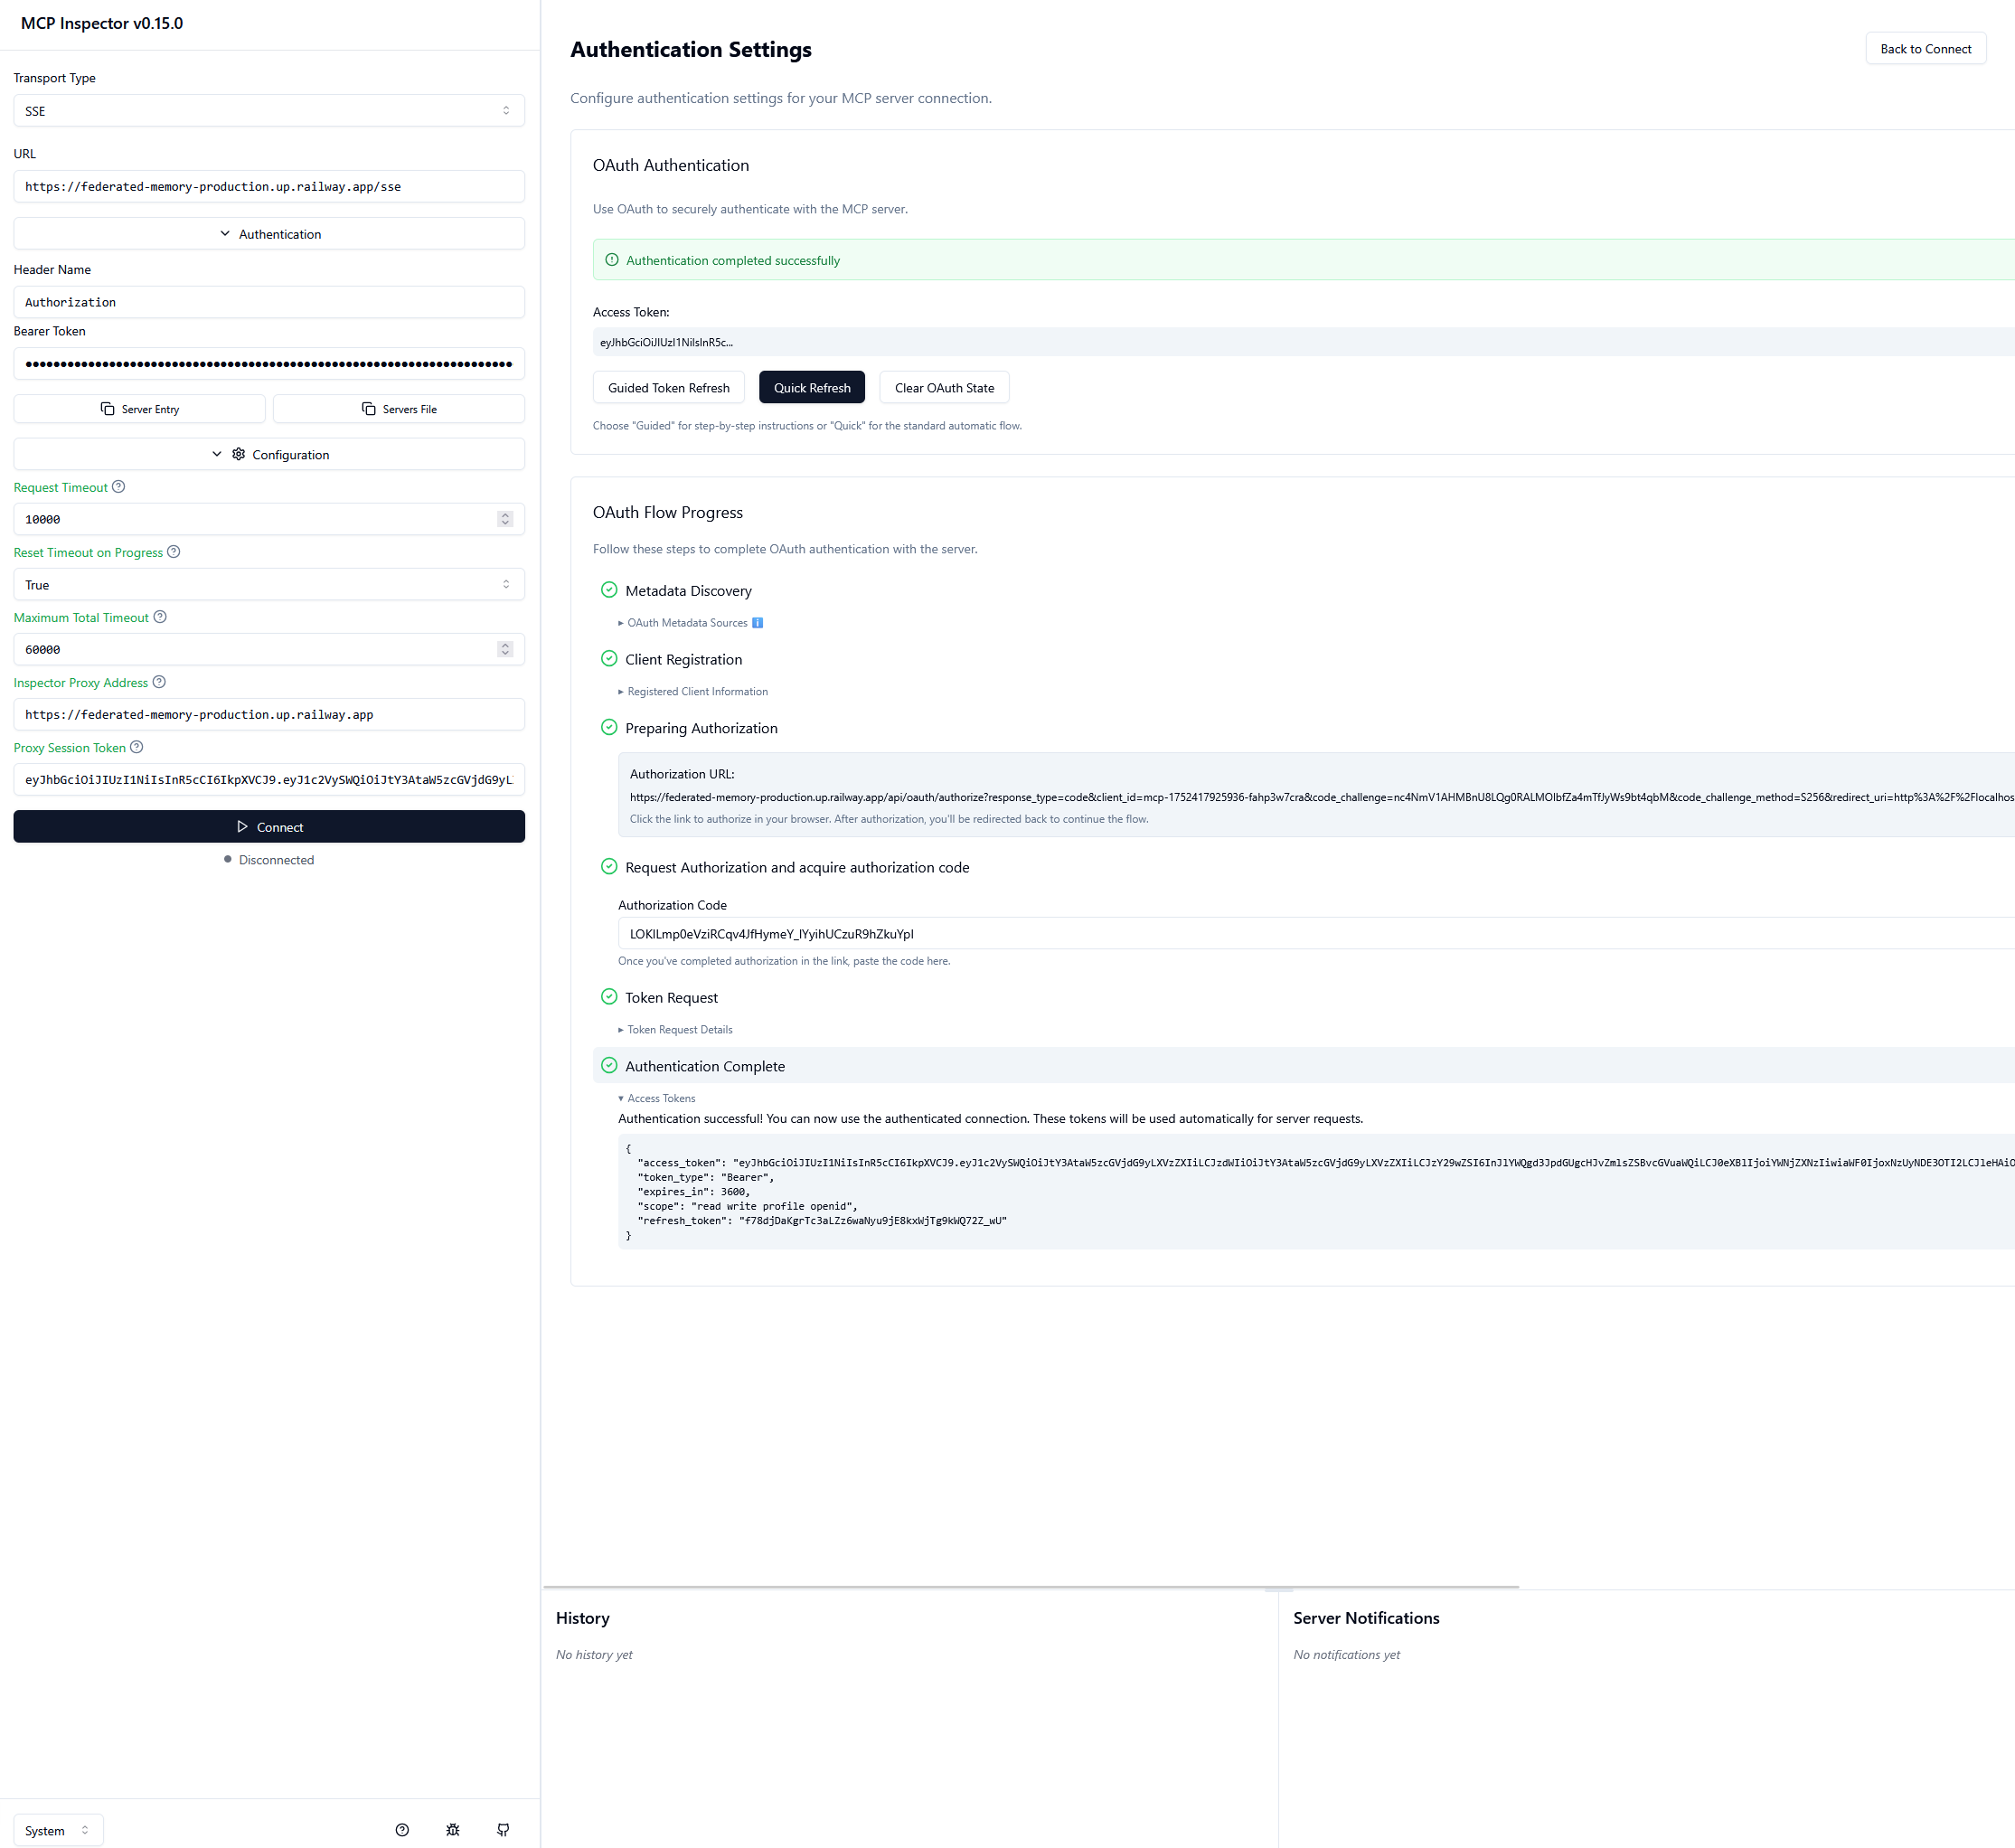 MCP Inspector v0.15.0
Transport Type
SSE
URL
https://federated-memory-production.up.railway.app/sse
Authentication
Header Name
Authorization
Bearer Token
Server Entry
Servers File
Configuration
Request Timeout
10000
Reset Timeout on Progress
True
Maximum Total Timeout
60000
Inspector Proxy Address
https://federated-memory-production.up.railway.app
Proxy Session Token
eyJhbGciOiJIUzI1NiIsInR5cCI6IkpXVCJ9.eyJ1c2VySWQiOiJtY3AtaW5zcGVjdG9yL
Connect
Disconnected
System
Authentication Settings
Back to Connect
Configure authentication settings for your MCP server connection.
OAuth Authentication
Use OAuth to securely authenticate with the MCP server.
Authentication completed successfully
Access Token:
eyJhbGciOiJIUzI1NiIsInR5c...
Guided Token Refresh
Quick Refresh
Clear OAuth State
Choose "Guided" for step-by-step instructions or "Quick" for the standard automatic flow.
OAuth Flow Progress
Follow these steps to complete OAuth authentication with the server.
Metadata Discovery
OAuth Metadata Sources
Client Registration
Registered Client Information
Preparing Authorization
Authorization URL:
https://federated-memory-production.up.railway.app/api/oauth/authorize?response_type=code&client_id=mcp-1752417925936-fahp3w7cra&code_challenge=nc4NmV1AHMBnU8LQg0RALMOIbfZa4mTfJyWs9bt4qbM&code_challenge_method=S256&redirect_uri=http%3A%2F%2Flocalhos
Click the link to authorize in your browser. After authorization, you'll be redirected back to continue the flow.
Request Authorization and acquire authorization code
Authorization Code
LOKlLmp0eVziRCqv4JfHymeY_lYyihUCzuR9hZkuYpI
Once you've completed authorization in the link, paste the code here.
Token Request
Token Request Details
Authentication Complete
Access Tokens
Authentication successful! You can now use the authenticated connection. These tokens will be used automatically for server requests.
{
"access_token": "eyJhbGciOiJIUzI1NiIsInR5cCI6IkpXVCJ9.eyJ1c2VySWQiOiJtY3AtaW5zcGVjdG9yLXVzZXIiLCJzdWIiOiJtY3AtaW5zcGVjdG9yLXVzZXIiLCJzY29wZSI6InJlYWQgd3JpdGUgcHJvZmlsZSBvcGVuaWQiLCJ0eXBlIjoiYWNjZXNzIiwiaWF0IjoxNzUyNDE3OTI2LCJleHAiO
"token_type": "Bearer",
"expires_in": 3600,
"scope": "read write profile openid",
"refresh_token": "f78djDaKgrTc3aLZz6waNyu9jE8kxWjTg9kWQ72Z_wU"
}
History
No history yet
Server Notifications
No notifications yet